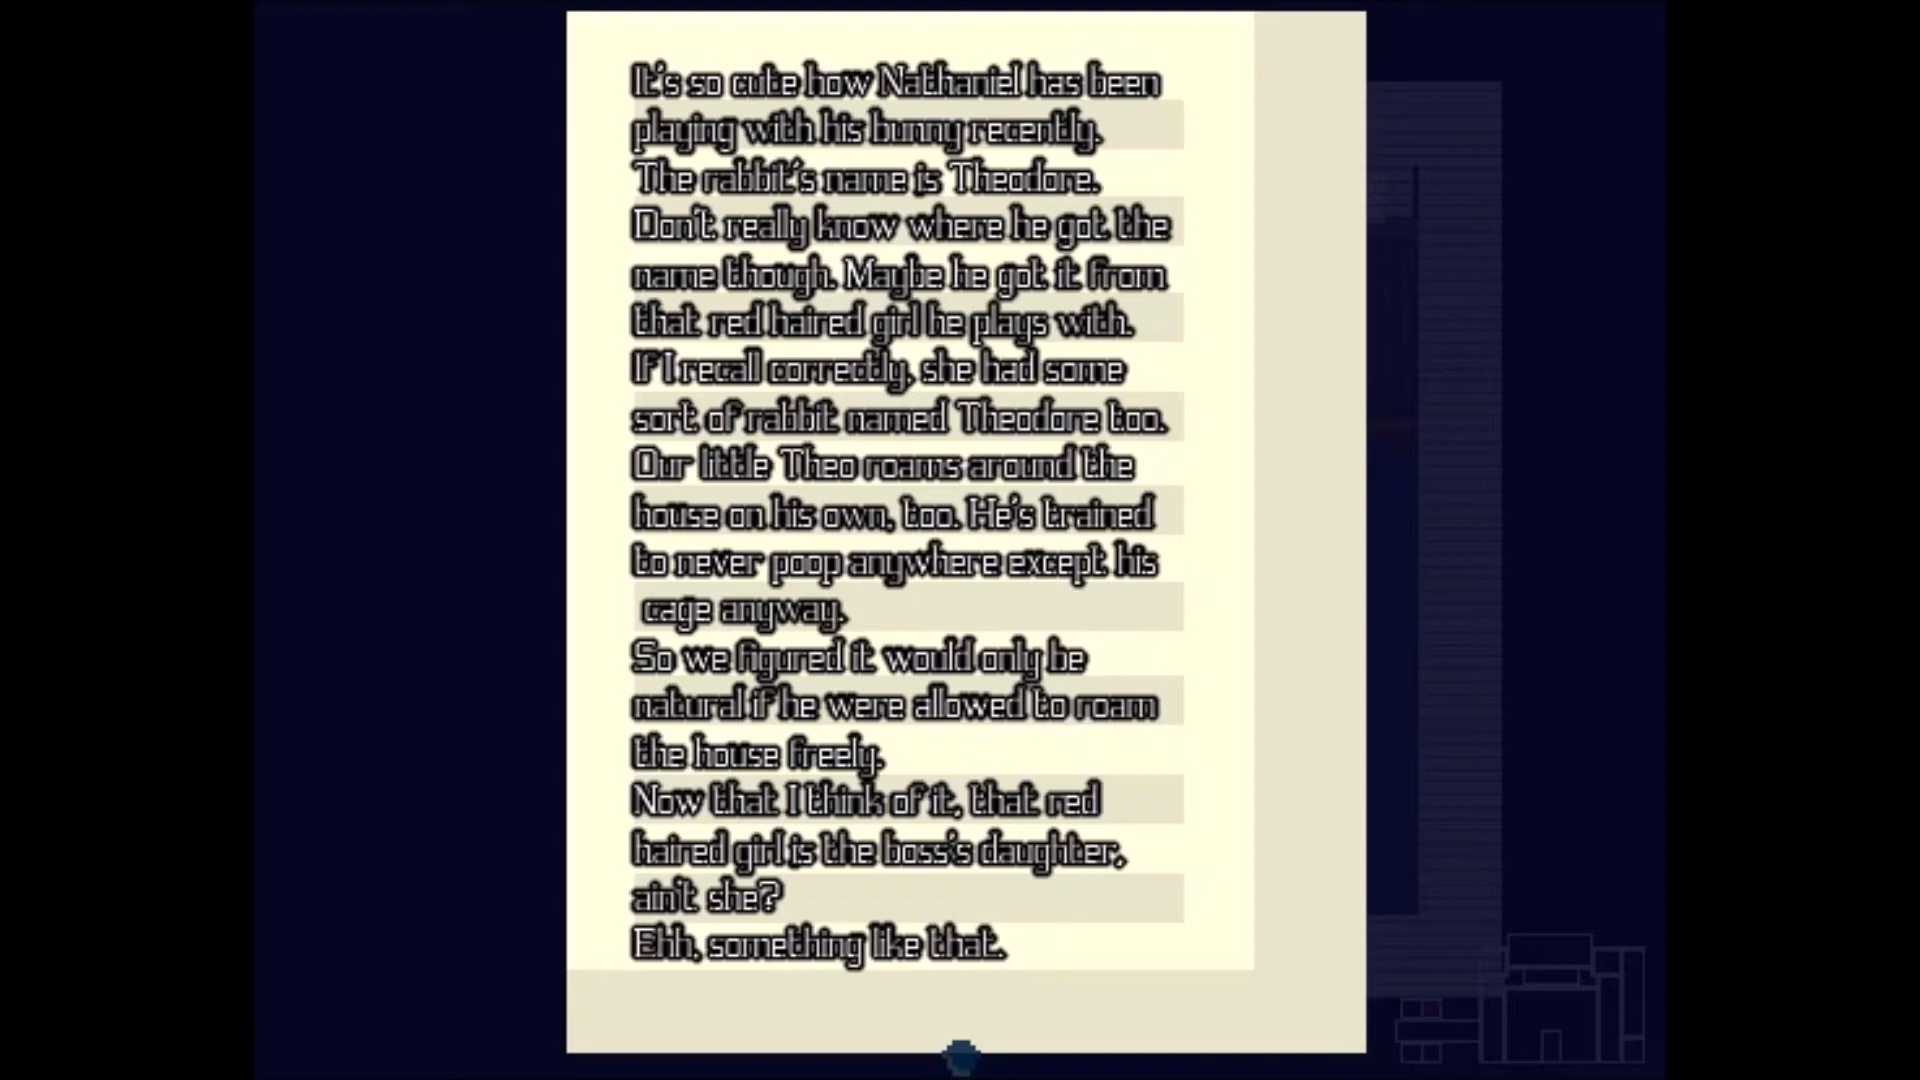 It's so cute how Nathaniel has been
playing with his bunny recently.
The rabbit's name is Theodore.
Don't really know where he got the
name though. Maybe he got it from
that red haired girl he plays with.
If I recall correctly, she had some
sort of rabbit named Theodore too.
Our little Theo roams around the
house on his own, too. He's trained
to never poop anywhere except his
cage anyway.
So we figured it would only be
natural if he were allowed to roam
the house freely.
Now that I think of it, that red
haired girl is the boss's daughter,
ain't she?
Ehh, something like that.